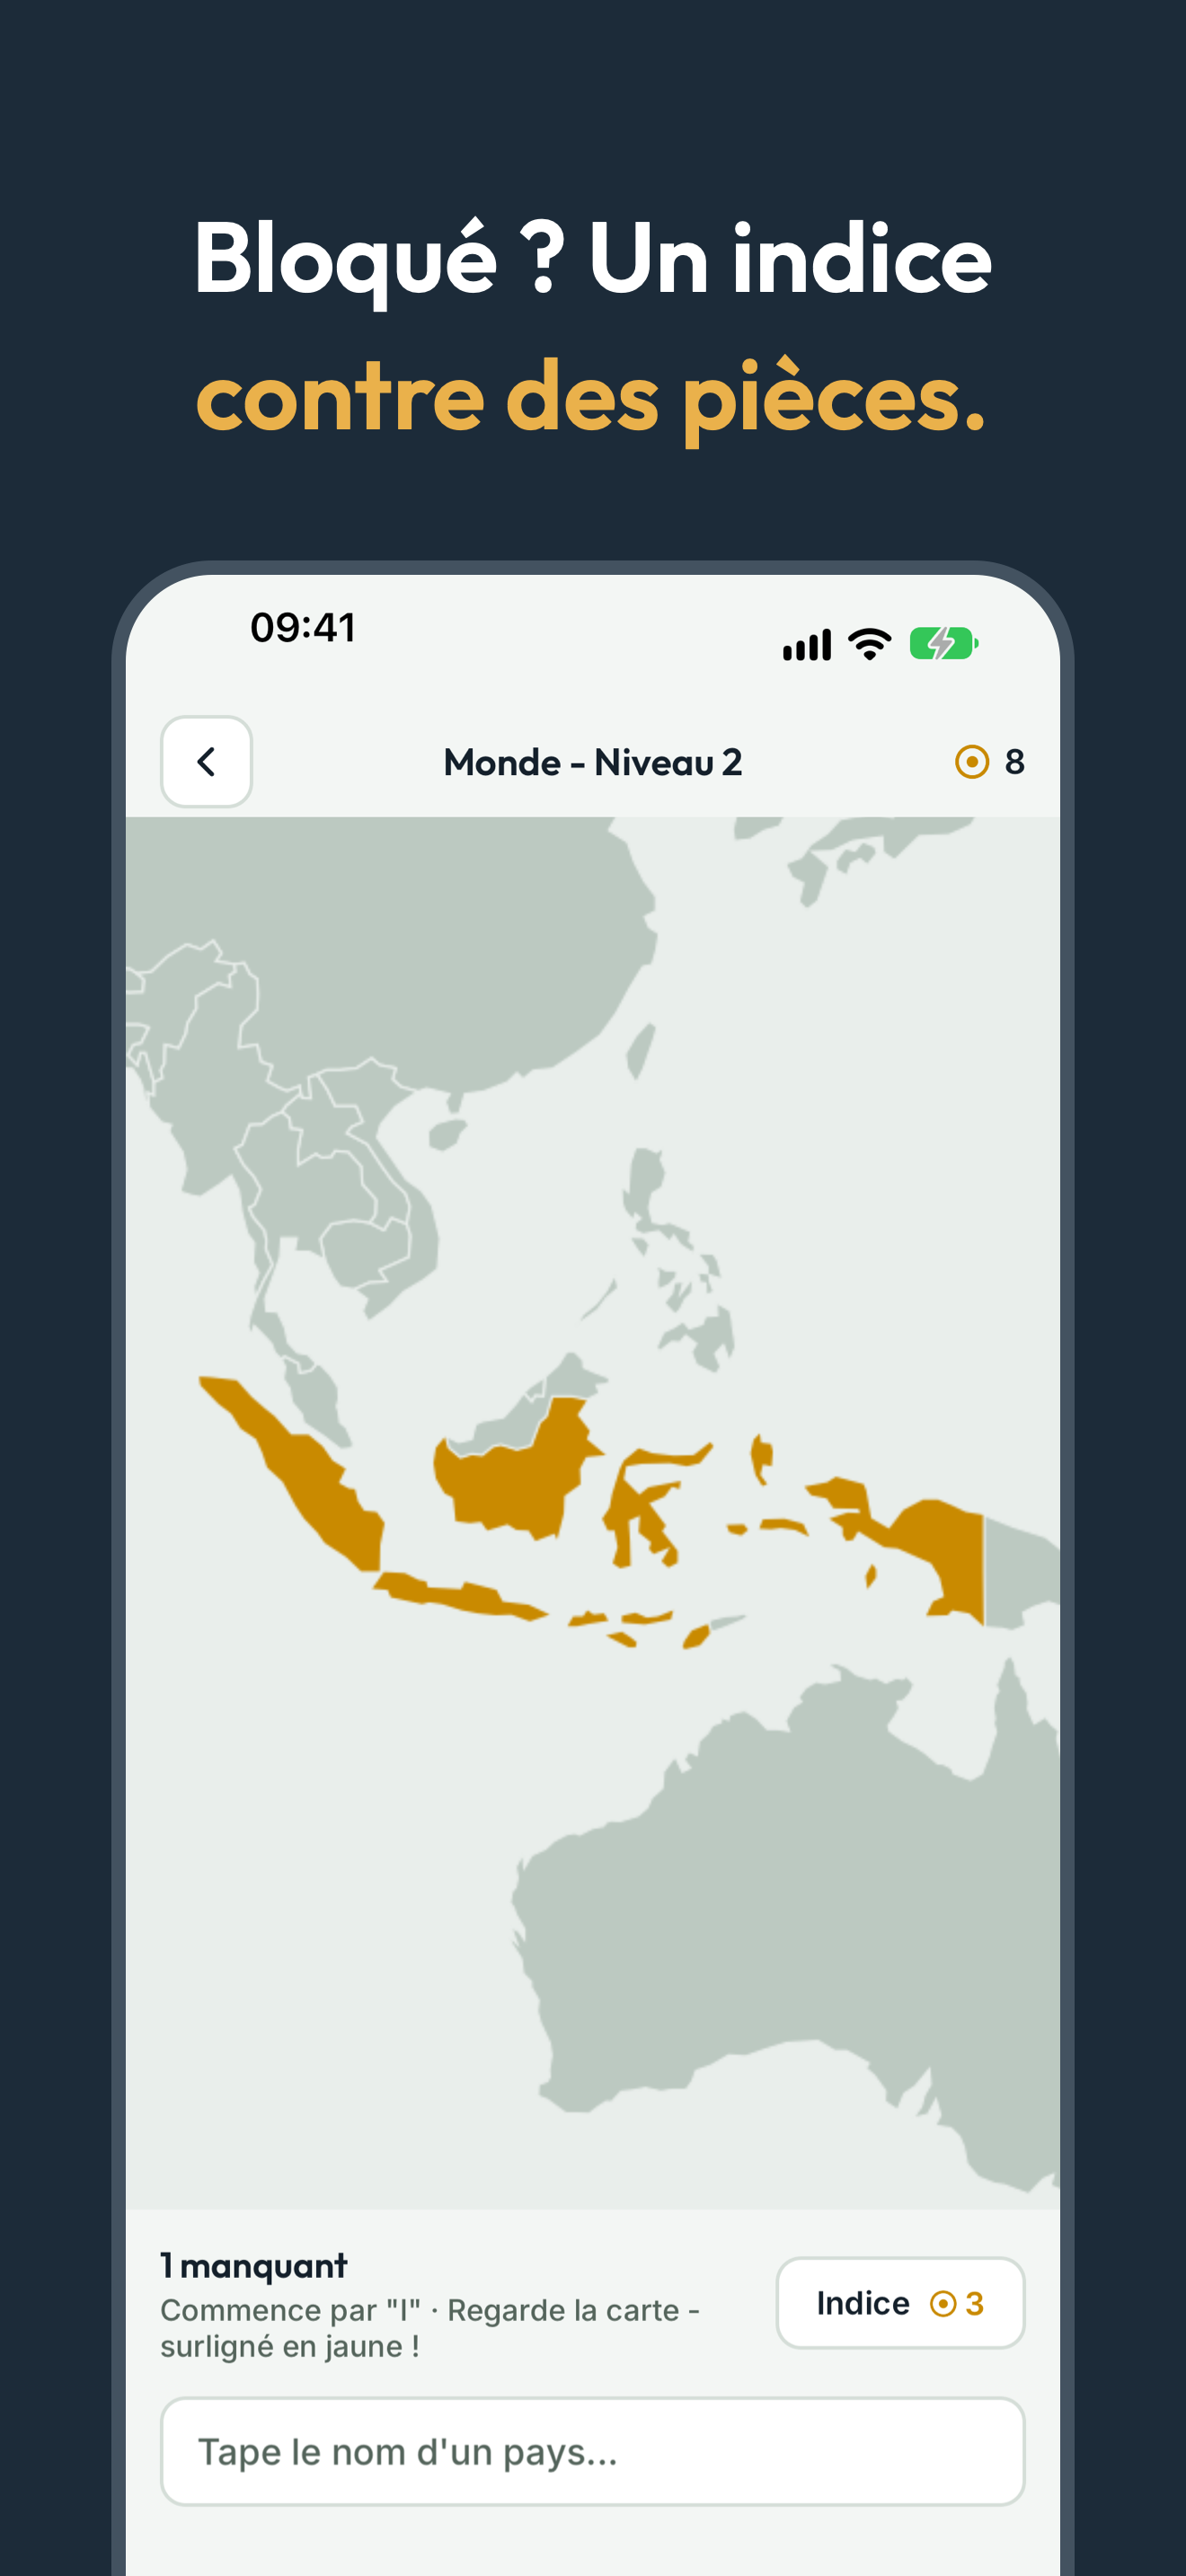 Bloqué ? Un indice
contre des pièces.
09:41
Monde - Niveau 2
8
1 manquant
Commence par "I" · Regarde la carte -
surligné en jaune !
Indice 3
Tape le nom d'un pays...